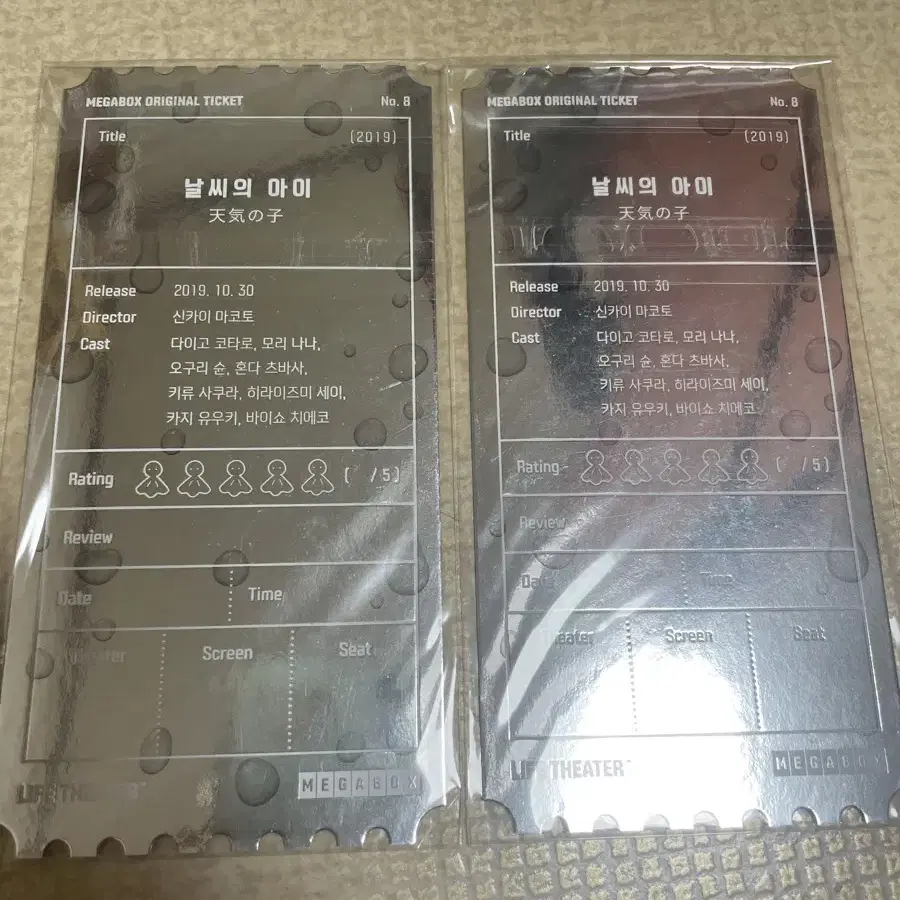 MEGABOX ORIGINAL TICKET No. 8
Title (2019)
날씨의 아이
天気の子
Release 2019. 10. 30
Director 신카이 마코토
Cast 다이고 코타로, 모리 나나,
오구리 슌, 혼다 츠바사,
키류 사쿠라, 히라이즈미 세이,
카지 유우키, 바이쇼 치에코
Rating ( /5)
Review
Date Time
Theater Screen Seat
LIFE THEATER™ MEGABOX
MEGABOX ORIGINAL TICKET No. 8
Title (2019)
날씨의 아이
天気の子
Release 2019. 10. 30
Director 신카이 마코토
Cast 다이고 코타로, 모리 나나,
오구리 슌, 혼다 츠바사,
키류 사쿠라, 히라이즈미 세이,
카지 유우키, 바이쇼 치에코
Rating ( /5)
Review
Date Time
Theater Screen Seat
LIFE THEATER™ MEGABOX